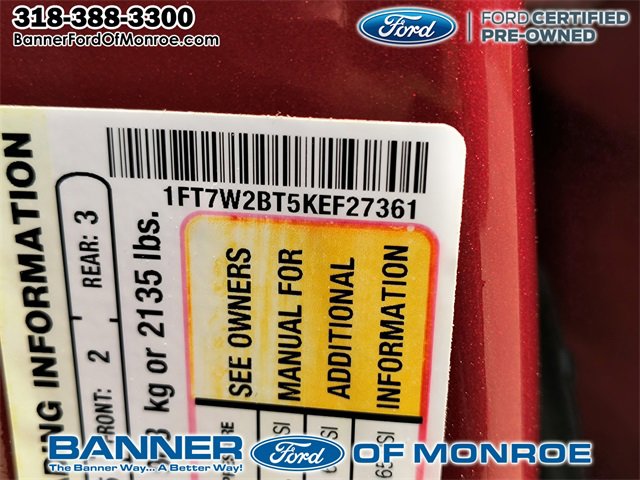 318-388-3300
BannerFordOfMonroe.com
Ford
FORD CERTIFIED
PRE-OWNED
1FT7W2BT5KEF27361
INFORMATION
REAR: 3
FRONT: 2
kg or 2135 lbs.
SEE OWNERS
MANUAL FOR
ADDITIONAL
INFORMATION
BANNER Ford OF MONROE
The Banner Way... A Better Way!